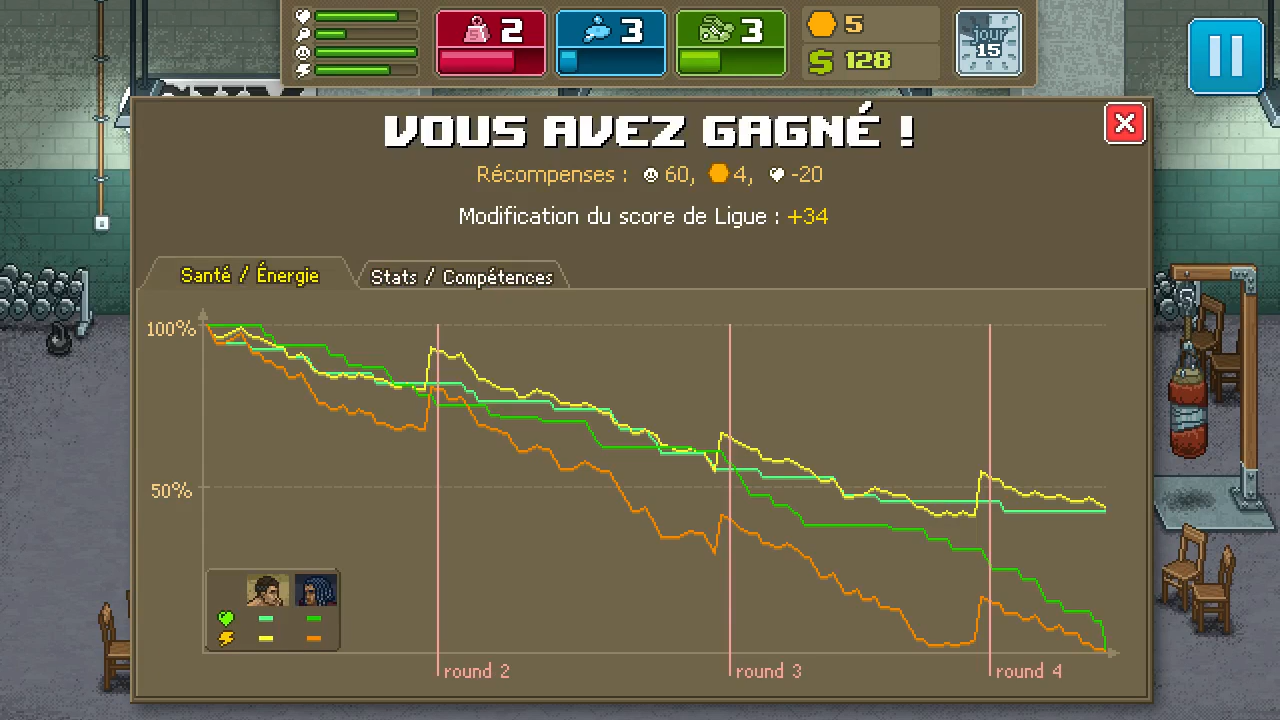 2
3
3
5
128
jour
15
VOUS AVEZ GAGNÉ !
Récompenses : 60, 4, -20
Modification du score de Ligue : +34
Santé / Énergie
Stats / Compétences
100%
50%
round 2
round 3
round 4